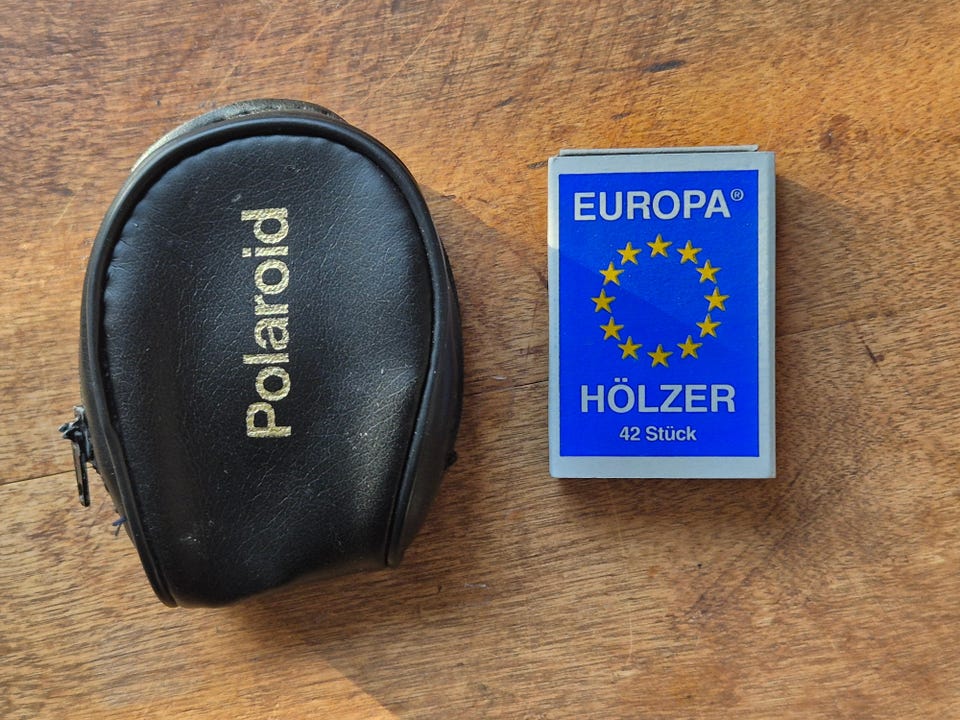 Polaroid
EUROPA®
HÖLZER
42 Stück